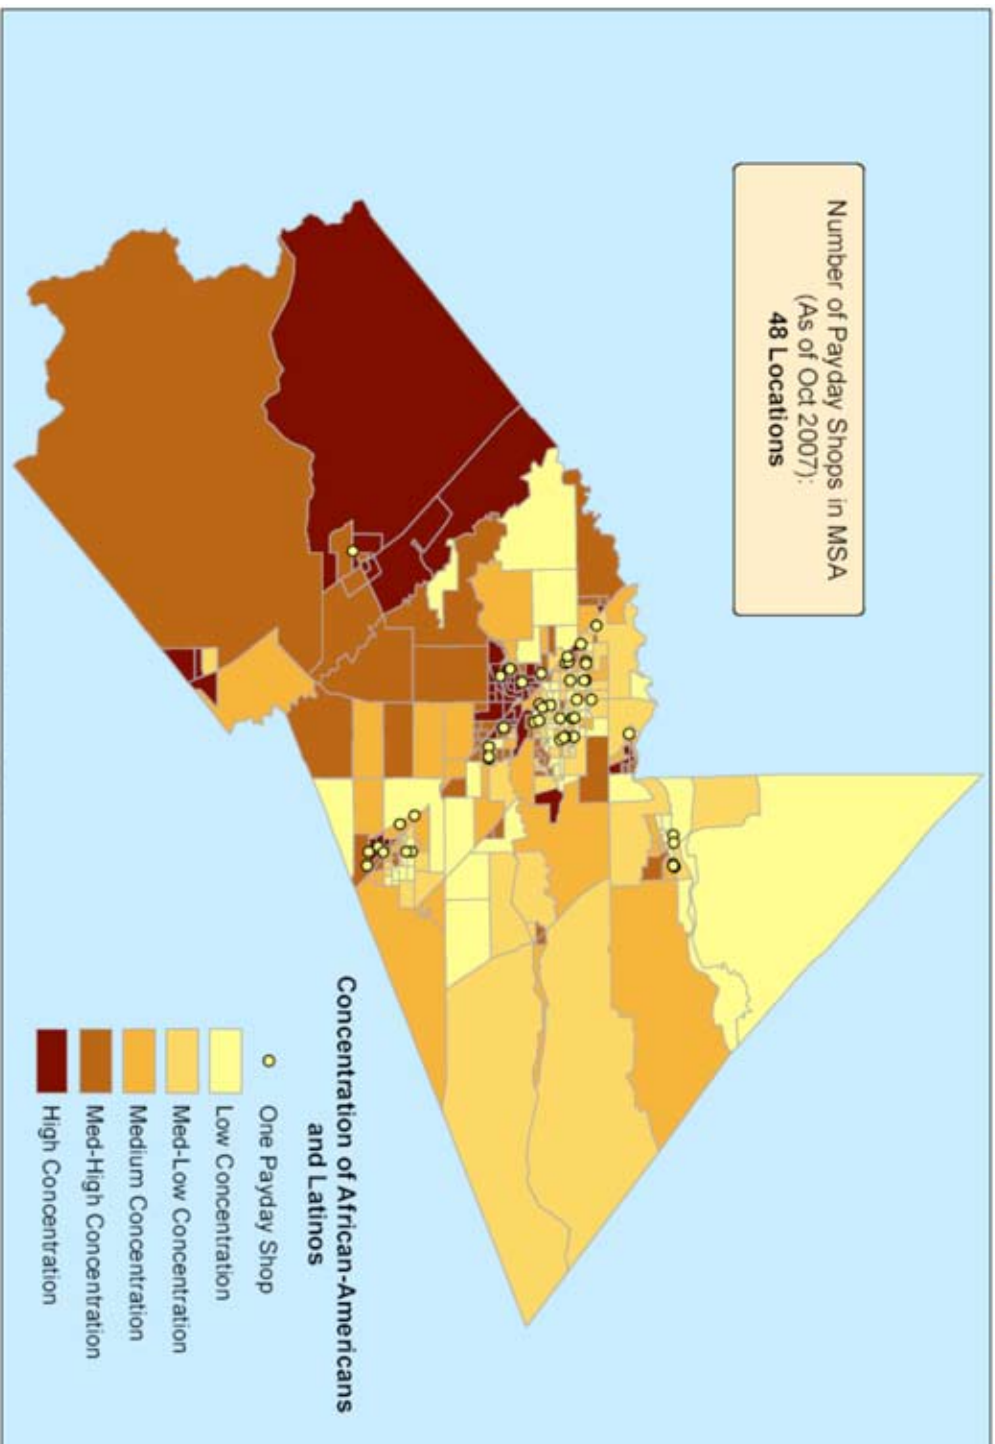 Number of Payday Shops in MSA
(As of Oct 2007):
48 Locations
Concentration of African-Americans
and Latinos
One Payday Shop
Low Concentration
Med-Low Concentration
Medium Concentration
Med-High Concentration
High Concentration